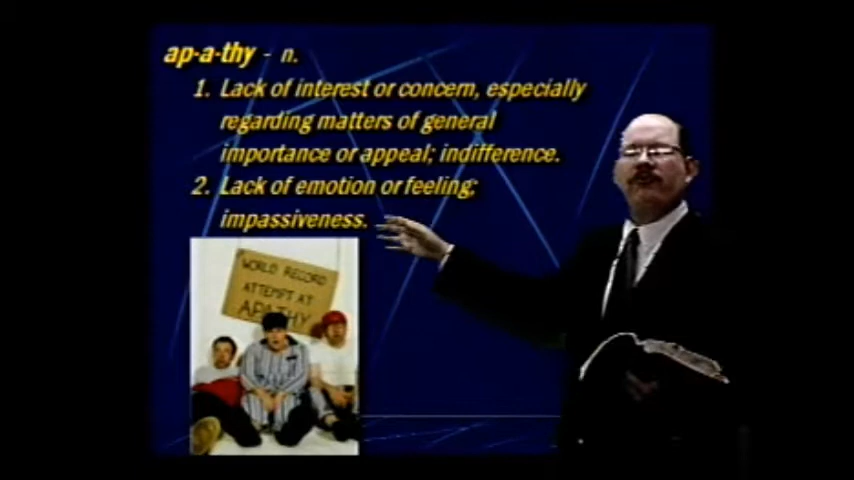 ap-a-thy - n.
1. Lack of interest or concern, especially
regarding matters of general
importance or appeal; indifference.
2. Lack of emotion or feeling;
impassiveness.
WORLD RECORD
ATTEMPT AT
APATHY